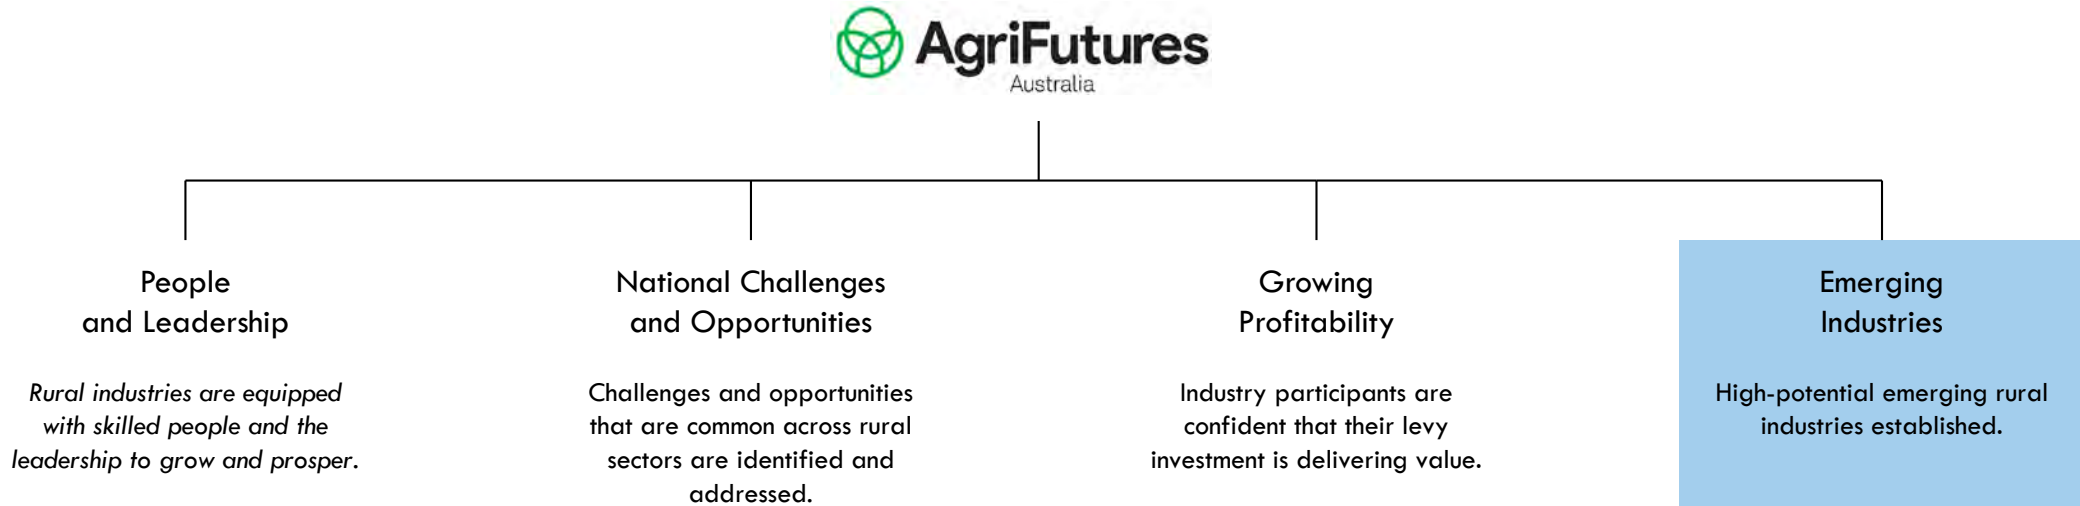 AgriFutures
Australia
People
and Leadership
Rural industries are equipped
with skilled people and the
leadership to grow and prosper.
National Challenges
and Opportunities
Challenges and opportunities
that are common across rural
sectors are identified and
addressed.
Growing
Profitability
Industry participants are
confident that their levy
investment is delivering value.
Emerging
Industries
High-potential emerging rural
industries established.